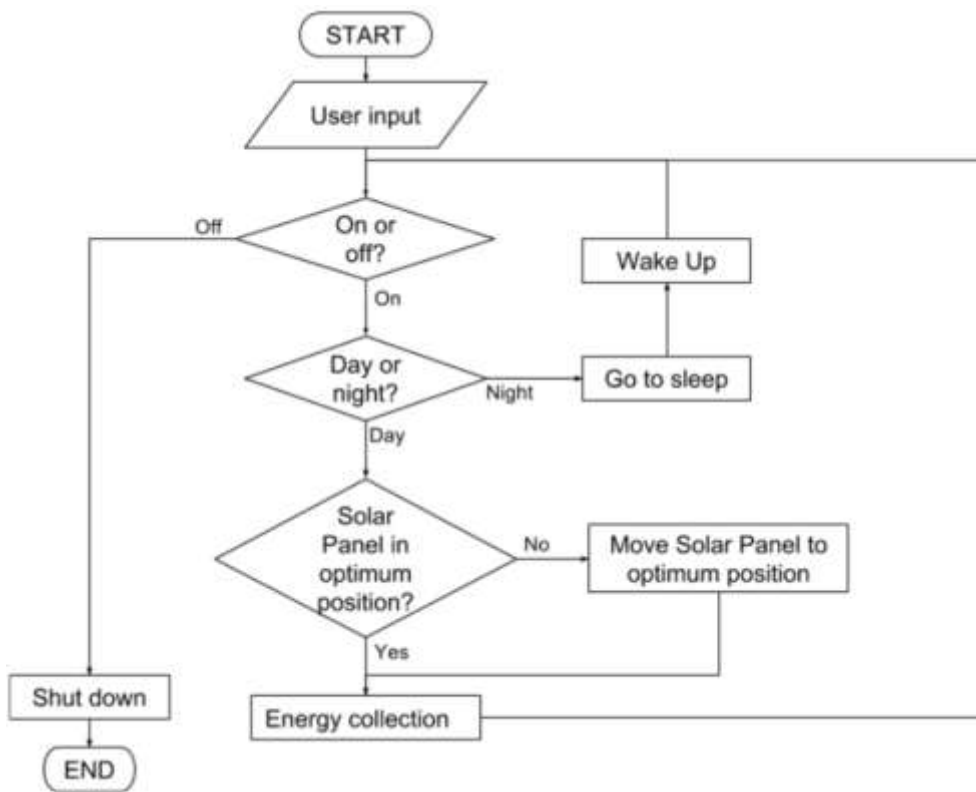 START
User input
Off
On or
off?
Wake Up
On
Day or
night?
Night
Go to sleep
Day
Solar
Panel in
optimum
position?
No
Move Solar Panel to
optimum position
Yes
Shut down
Energy collection
END